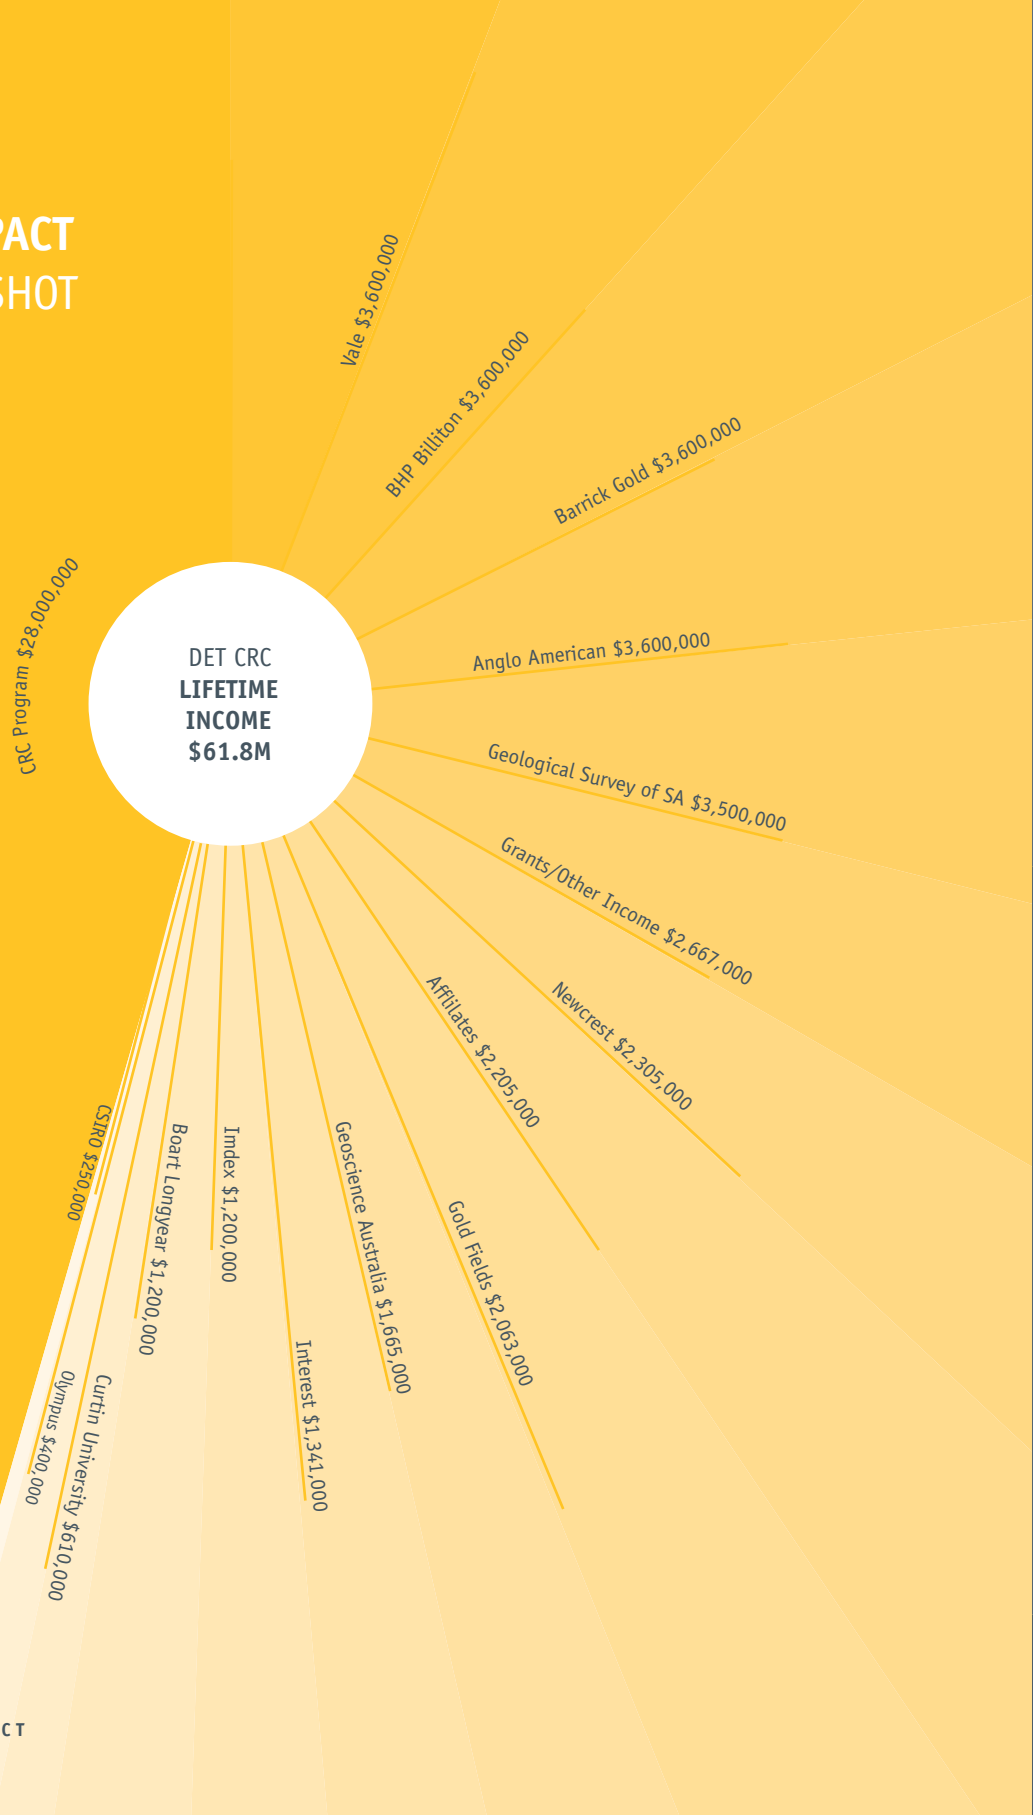 PACT
SHOT
Vale $3,600,000
BHP Billiton $3,600,000
Barrick Gold $3,600,000
Anglo American $3,600,000
Geological Survey of SA $3,500,000
Grants/Other Income $2,667,000
Newcrest $2,305,000
Affliates $2,205,000
Gold Fields $2,063,000
Geoscience Australia $1,665,000
Interest $1,341,000
Imdex $1,200,000
Boart Longyear $1,200,000
Curtin University $610,000
Olympus $400,000
CSIRO $250,000
CRC Program $28,000,000
DET CRC
LIFETIME
INCOME
$61.8M
CT